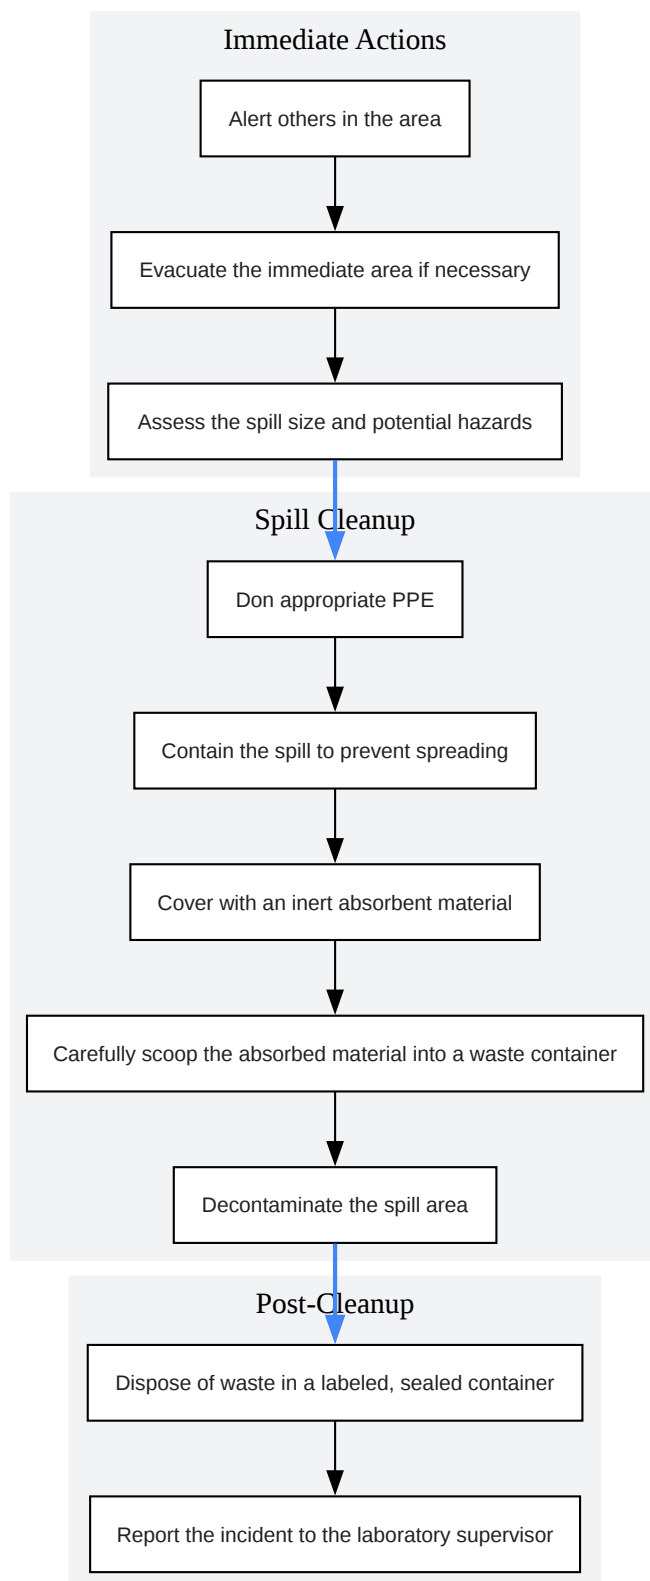 Immediate Actions
Alert others in the area
Evacuate the immediate area if necessary
Assess the spill size and potential hazards
Spill Cleanup
Don appropriate PPE
Contain the spill to prevent spreading
Cover with an inert absorbent material
Carefully scoop the absorbed material into a waste container
Decontaminate the spill area
Post-Cleanup
Dispose of waste in a labeled, sealed container
Report the incident to the laboratory supervisor